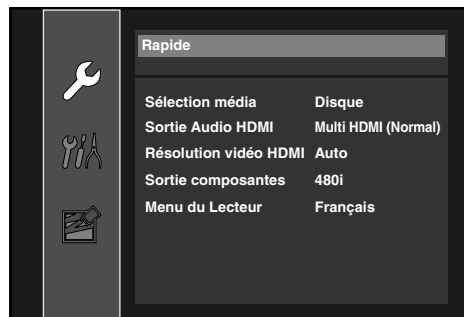 Rapide
Sélection média Disque
Sortie Audio HDMI Multi HDMI (Normal)
Résolution vidéo HDMI Auto
Sortie composantes 480i
Menu du Lecteur Français